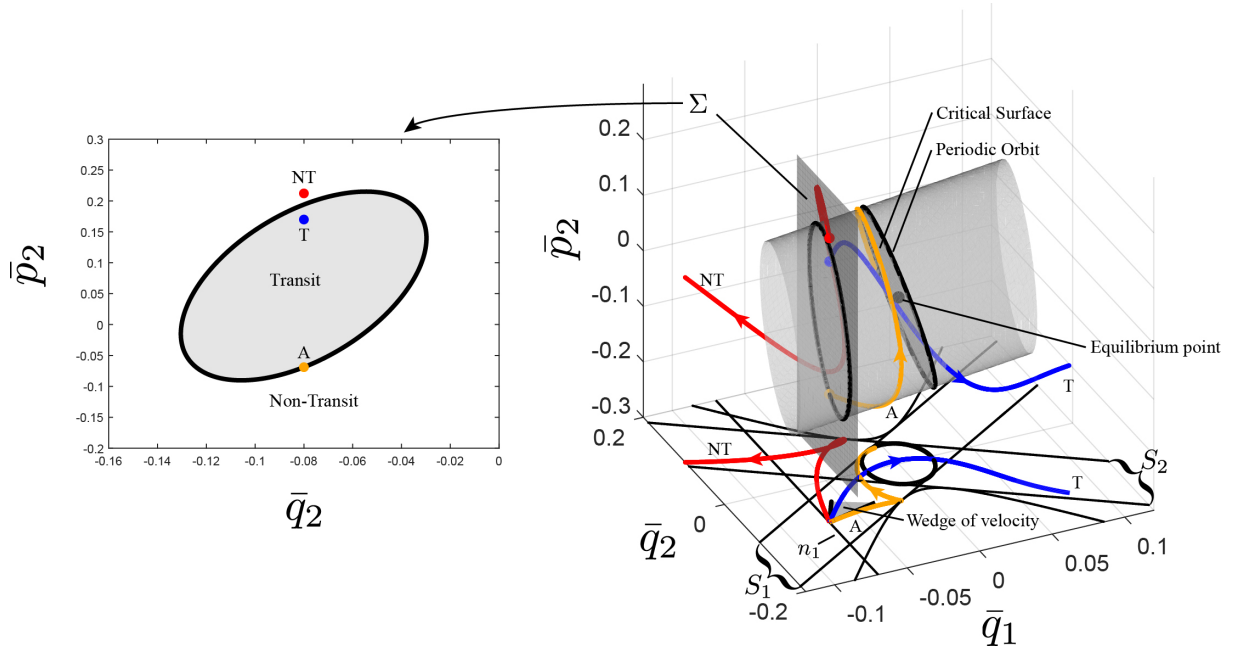 0.3
0.25
0.2
0.15
0.1
0.05
0
-0.05
-0.1
-0.15
-0.2
-0.16
-0.14
-0.12
-0.1
-0.08
-0.06
-0.04
-0.02
0
p̄₂
q̄₂
NT
T
Transit
A
Non-Transit
Σ
Critical Surface
Periodic Orbit
0.2
0.1
0
-0.1
-0.2
-0.3
p̄₂
NT
Equilibrium point
T
A
0.2
0
-0.2
q̄₂
NT
S₂
T
Wedge of velocity
A
n₁
S₁
-0.1
-0.05
0
0.05
0.1
q̄₁